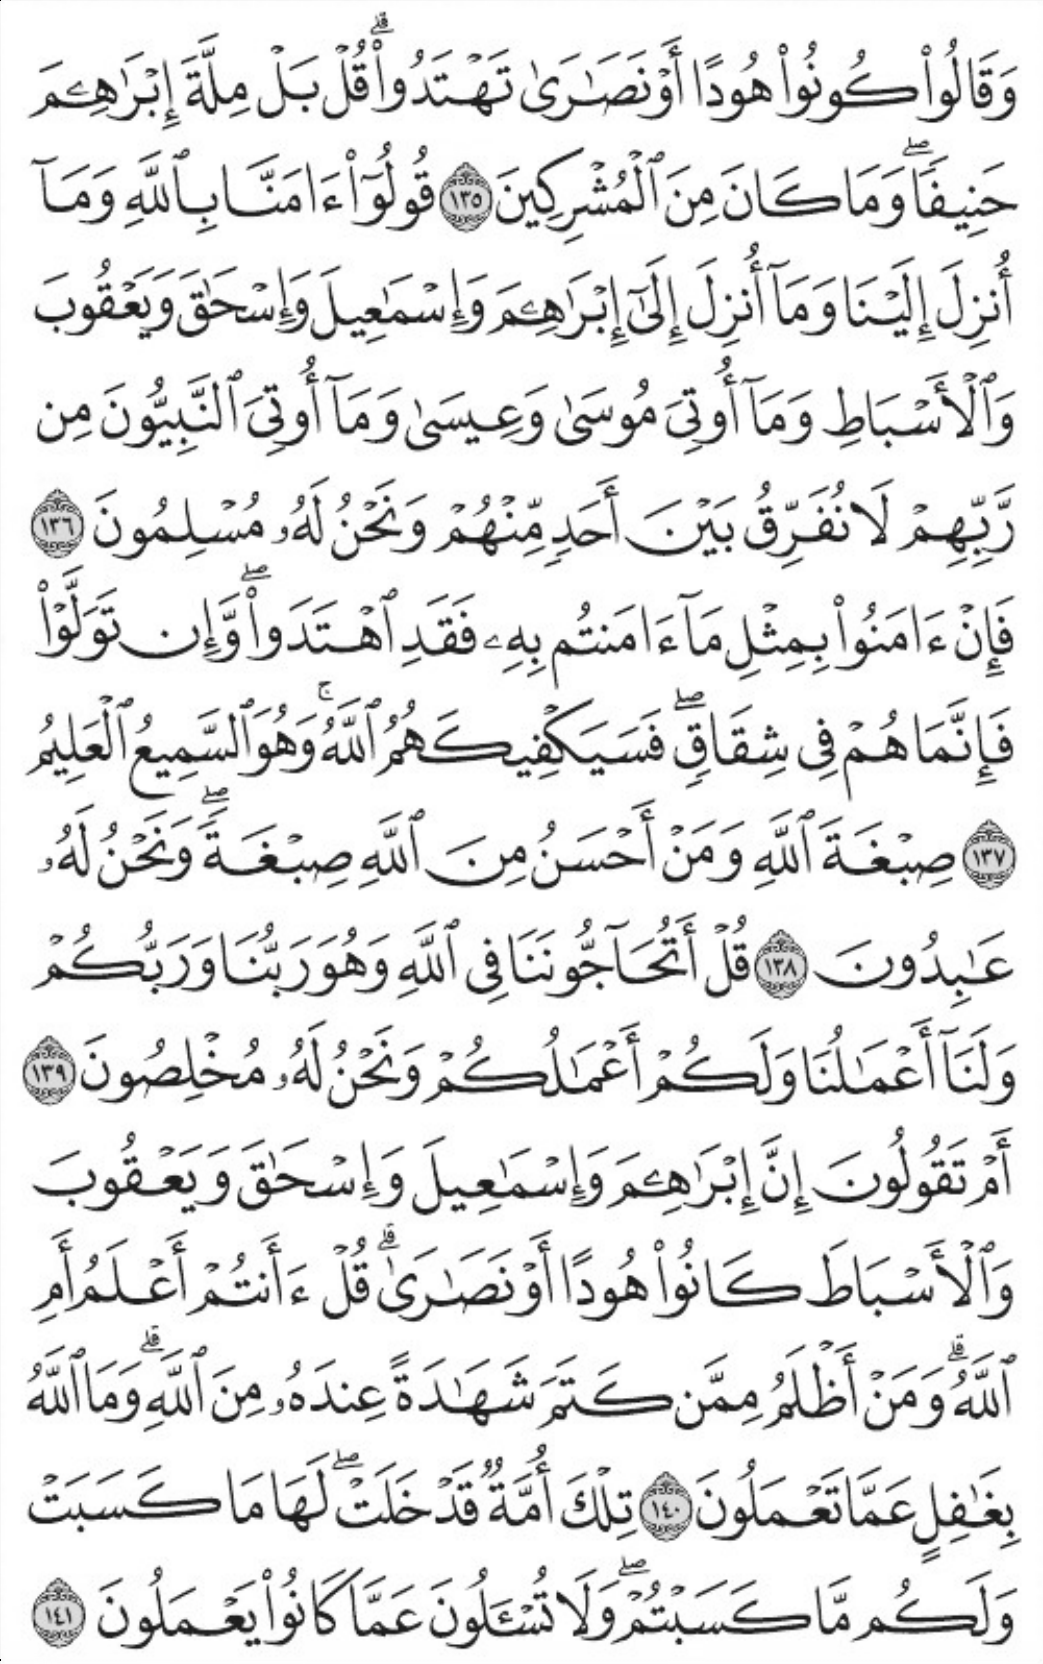 وَقَالُوا۟ كُونُوا۟ هُودًا أَوْ نَصَـٰرَىٰ تَهْتَدُوا۟ ۗ قُلْ بَلْ مِلَّةَ إِبْرَٰهِـۧمَ
حَنِيفًا ۖ وَمَا كَانَ مِنَ ٱلْمُشْرِكِينَ ١٣٥ قُولُوٓا۟ ءَامَنَّا بِٱللَّهِ وَمَآ
أُنزِلَ إِلَيْنَا وَمَآ أُنزِلَ إِلَىٰٓ إِبْرَٰهِـۧمَ وَإِسْمَـٰعِيلَ وَإِسْحَـٰقَ وَيَعْقُوبَ
وَٱلْأَسْبَاطِ وَمَآ أُوتِىَ مُوسَىٰ وَعِيسَىٰ وَمَآ أُوتِىَ ٱلنَّبِيُّونَ مِن
رَّبِّهِمْ لَا نُفَرِّقُ بَيْنَ أَحَدٍ مِّنْهُمْ وَنَحْنُ لَهُۥ مُسْلِمُونَ ١٣٦
فَإِنْ ءَامَنُوا۟ بِمِثْلِ مَآ ءَامَنتُم بِهِۦ فَقَدِ ٱهْتَدَوا۟ ۖ وَّإِن تَوَلَّوْا۟
فَإِنَّمَا هُمْ فِى شِقَاقٍ ۖ فَسَيَكْفِيكَهُمُ ٱللَّهُ ۚ وَهُوَ ٱلسَّمِيعُ ٱلْعَلِيمُ
١٣٧ صِبْغَةَ ٱللَّهِ وَمَنْ أَحْسَنُ مِنَ ٱللَّهِ صِبْغَةً ۖ وَنَحْنُ لَهُۥ
عَـٰبِدُونَ ١٣٨ قُلْ أَتُحَآجُّونَنَا فِى ٱللَّهِ وَهُوَ رَبُّنَا وَرَبُّكُمْ
وَلَنَآ أَعْمَـٰلُنَا وَلَكُمْ أَعْمَـٰلُكُمْ وَنَحْنُ لَهُۥ مُخْلِصُونَ ١٣٩
أَمْ تَقُولُونَ إِنَّ إِبْرَٰهِـۧمَ وَإِسْمَـٰعِيلَ وَإِسْحَـٰقَ وَيَعْقُوبَ
وَٱلْأَسْبَاطَ كَانُوا۟ هُودًا أَوْ نَصَـٰرَىٰ ۗ قُلْ ءَأَنتُمْ أَعْلَمُ أَمِ
ٱللَّهُ ۗ وَمَنْ أَظْلَمُ مِمَّن كَتَمَ شَهَـٰدَةً عِندَهُۥ مِنَ ٱللَّهِ ۗ وَمَا ٱللَّهُ
بِغَـٰفِلٍ عَمَّا تَعْمَلُونَ ١٤٠ تِلْكَ أُمَّةٌ قَدْ خَلَتْ ۖ لَهَا مَا كَسَبَتْ
وَلَكُم مَّا كَسَبْتُمْ ۖ وَلَا تُسْـَٔلُونَ عَمَّا كَانُوا۟ يَعْمَلُونَ ١٤١